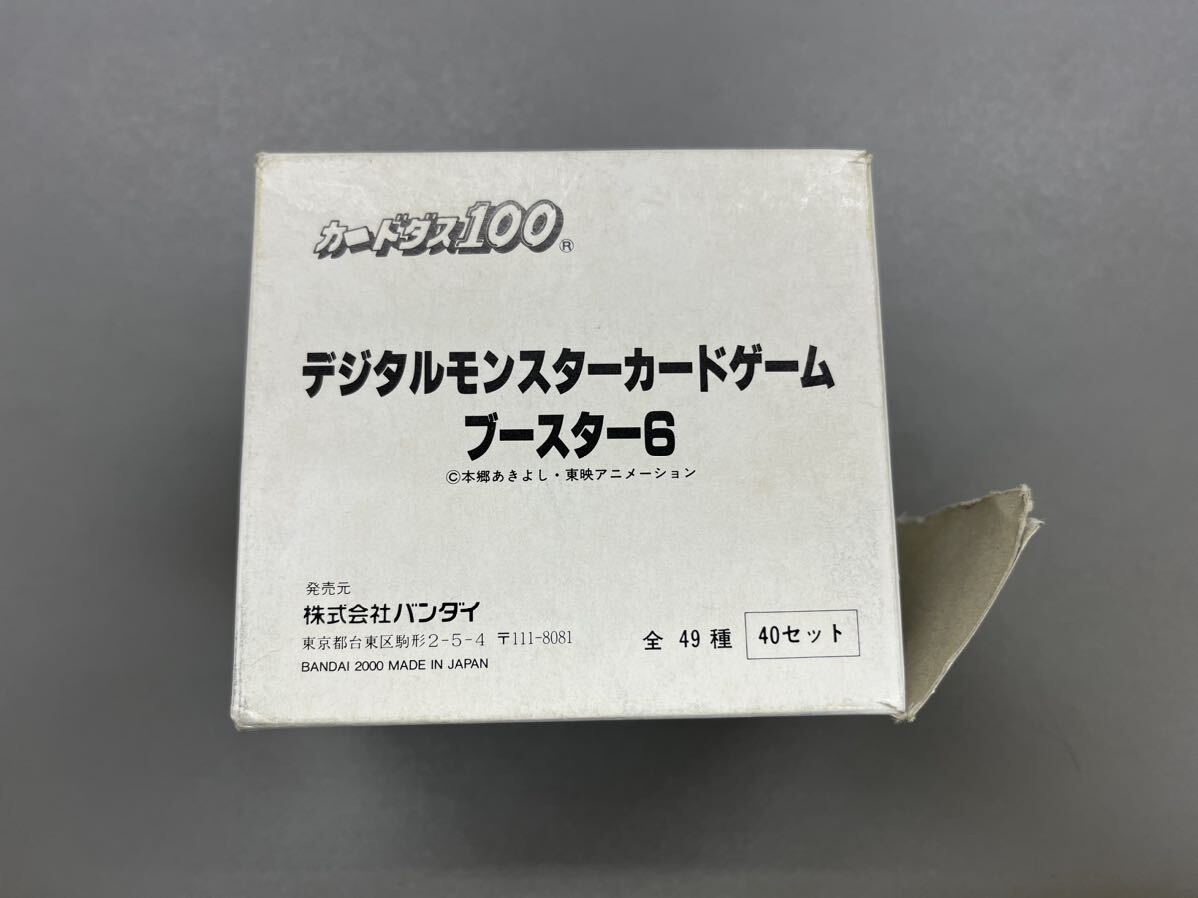 カードダス100®
デジタルモンスターカードゲーム
ブースター6
©本郷あきよし・東映アニメーション
発売元
株式会社バンダイ
東京都台東区駒形2-5-4 〒111-8081
BANDAI 2000 MADE IN JAPAN
全 49 種 40セット